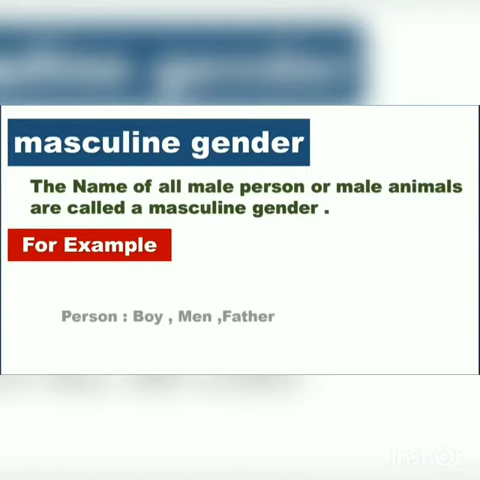 masculine gender
The Name of all male person or male animals
are called a masculine gender .
For Example
Person : Boy , Men ,Father
InShOt